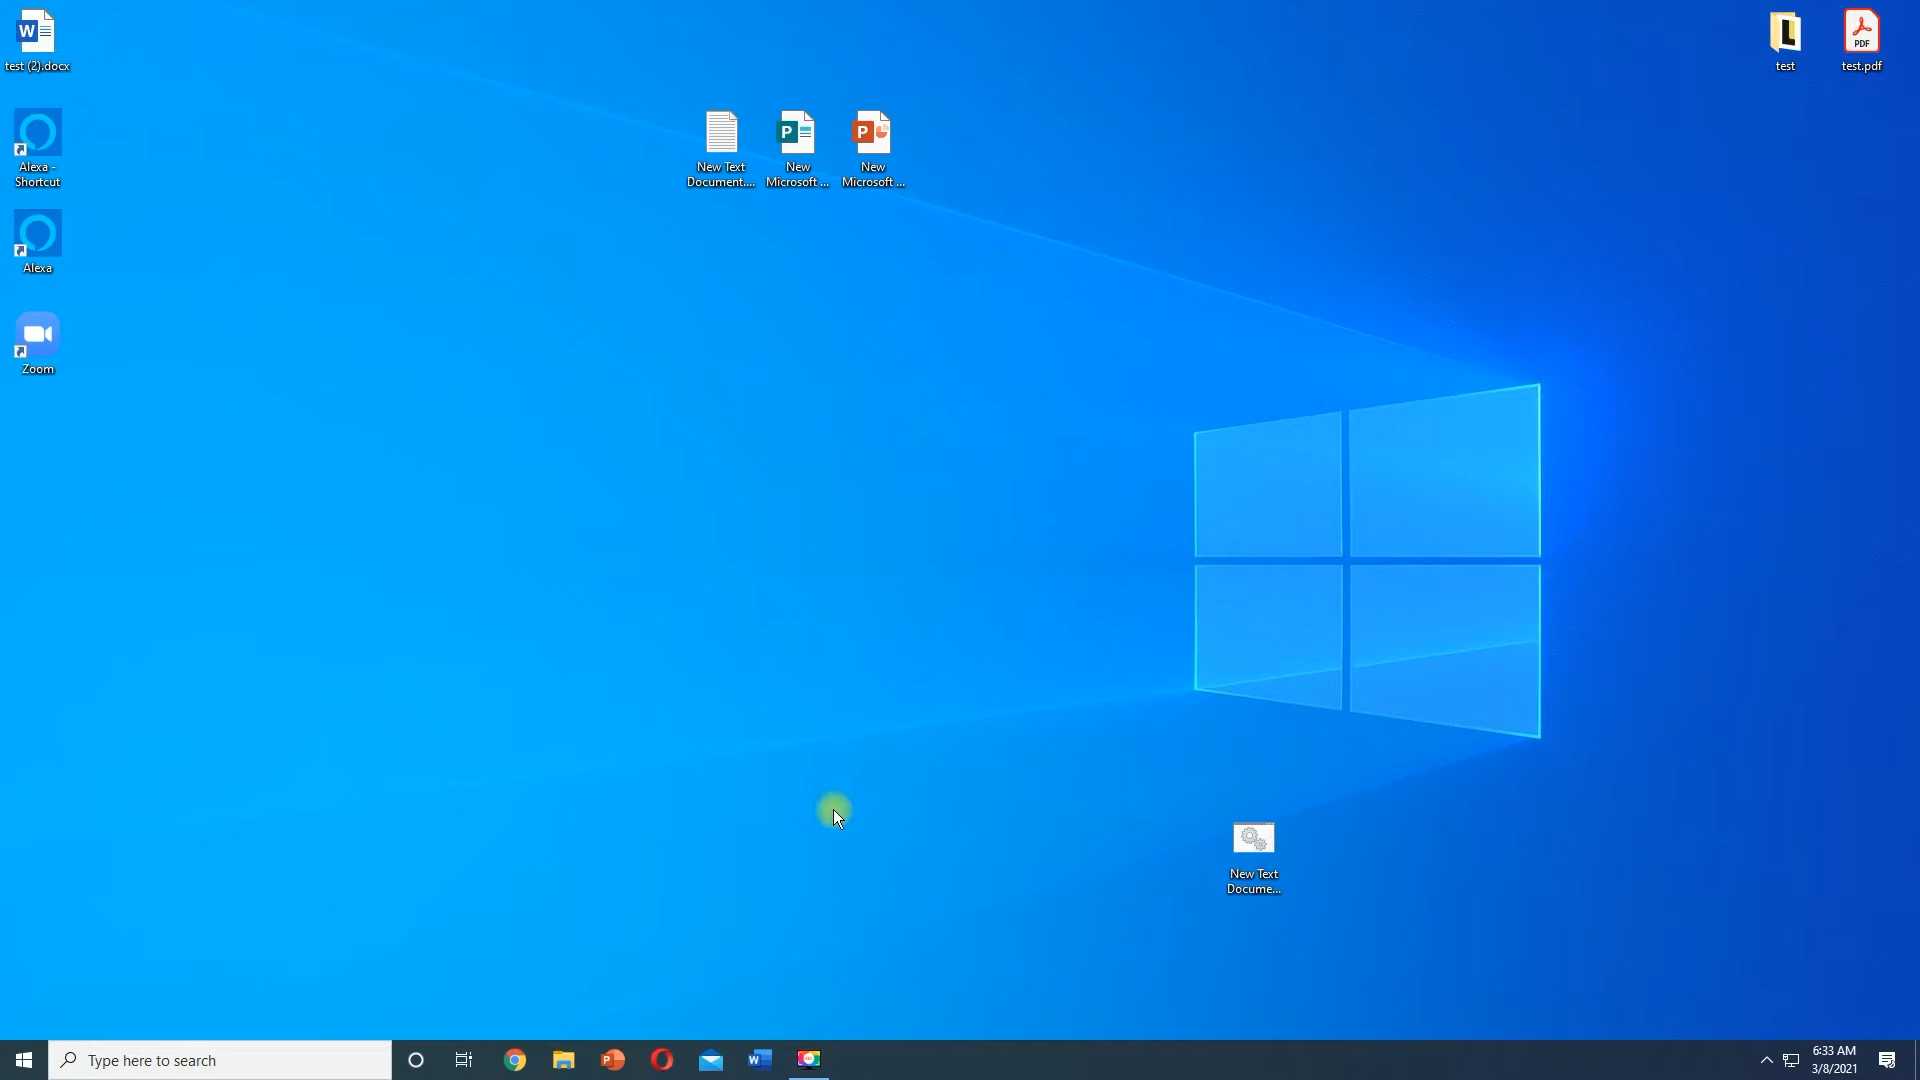 test (2).docx
test
test.pdf
PDF
New Text
Document....
New
Microsoft ...
New
Microsoft ...
Alexa -
Shortcut
Alexa
Zoom
New Text
Docume...
Type here to search
6:33 AM
3/8/2021